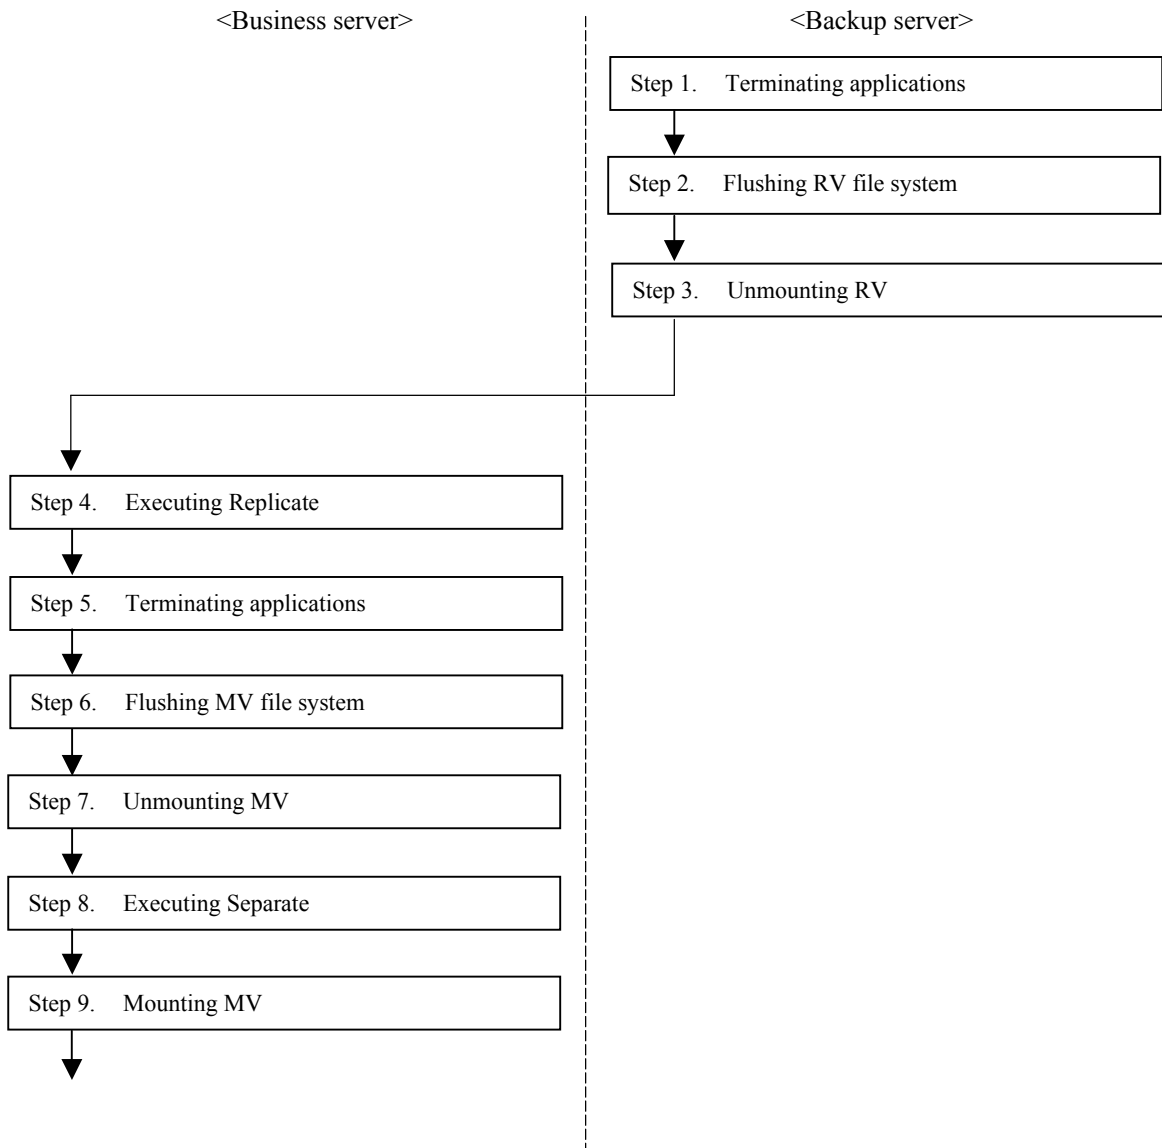 <Business server>
<Backup server>
Step 1. Terminating applications
Step 2. Flushing RV file system
Step 3. Unmounting RV
Step 4. Executing Replicate
Step 5. Terminating applications
Step 6. Flushing MV file system
Step 7. Unmounting MV
Step 8. Executing Separate
Step 9. Mounting MV